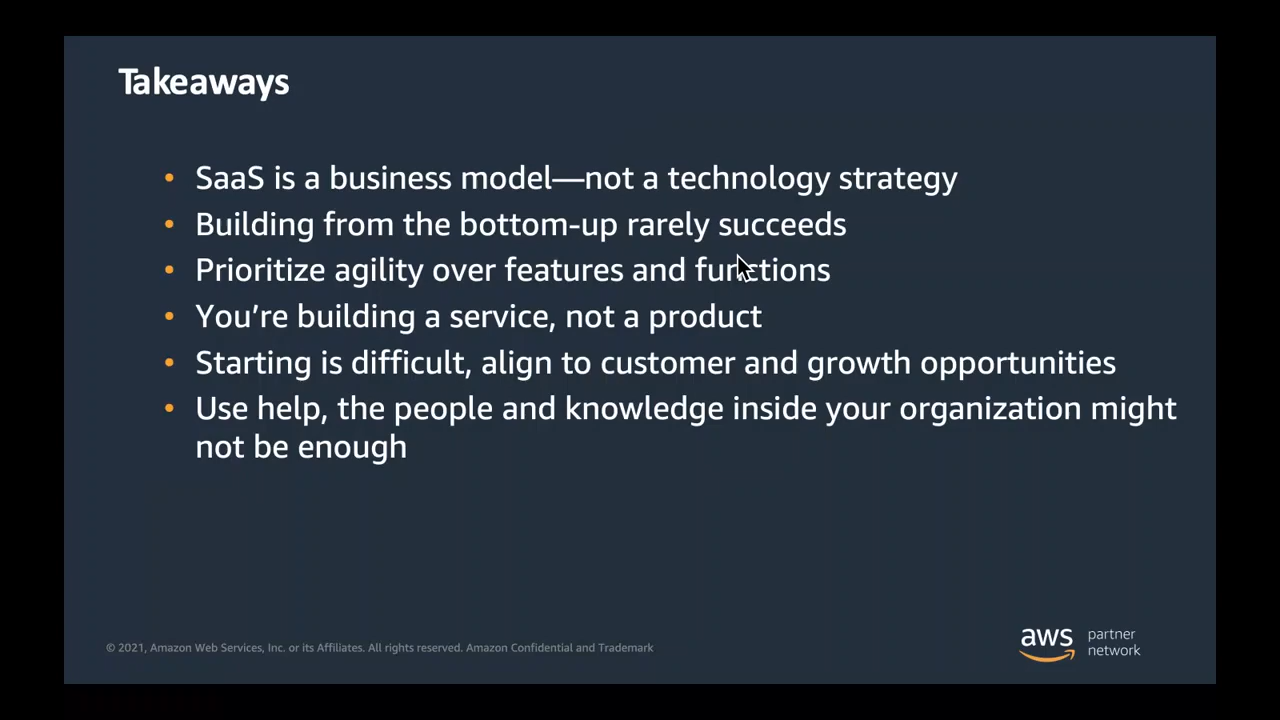 Takeaways
• SaaS is a business model—not a technology strategy
• Building from the bottom-up rarely succeeds
• Prioritize agility over features and functions
• You’re building a service, not a product
• Starting is difficult, align to customer and growth opportunities
• Use help, the people and knowledge inside your organization might
not be enough
© 2021, Amazon Web Services, Inc. or its Affiliates. All rights reserved. Amazon Confidential and Trademark
aws
partner
network